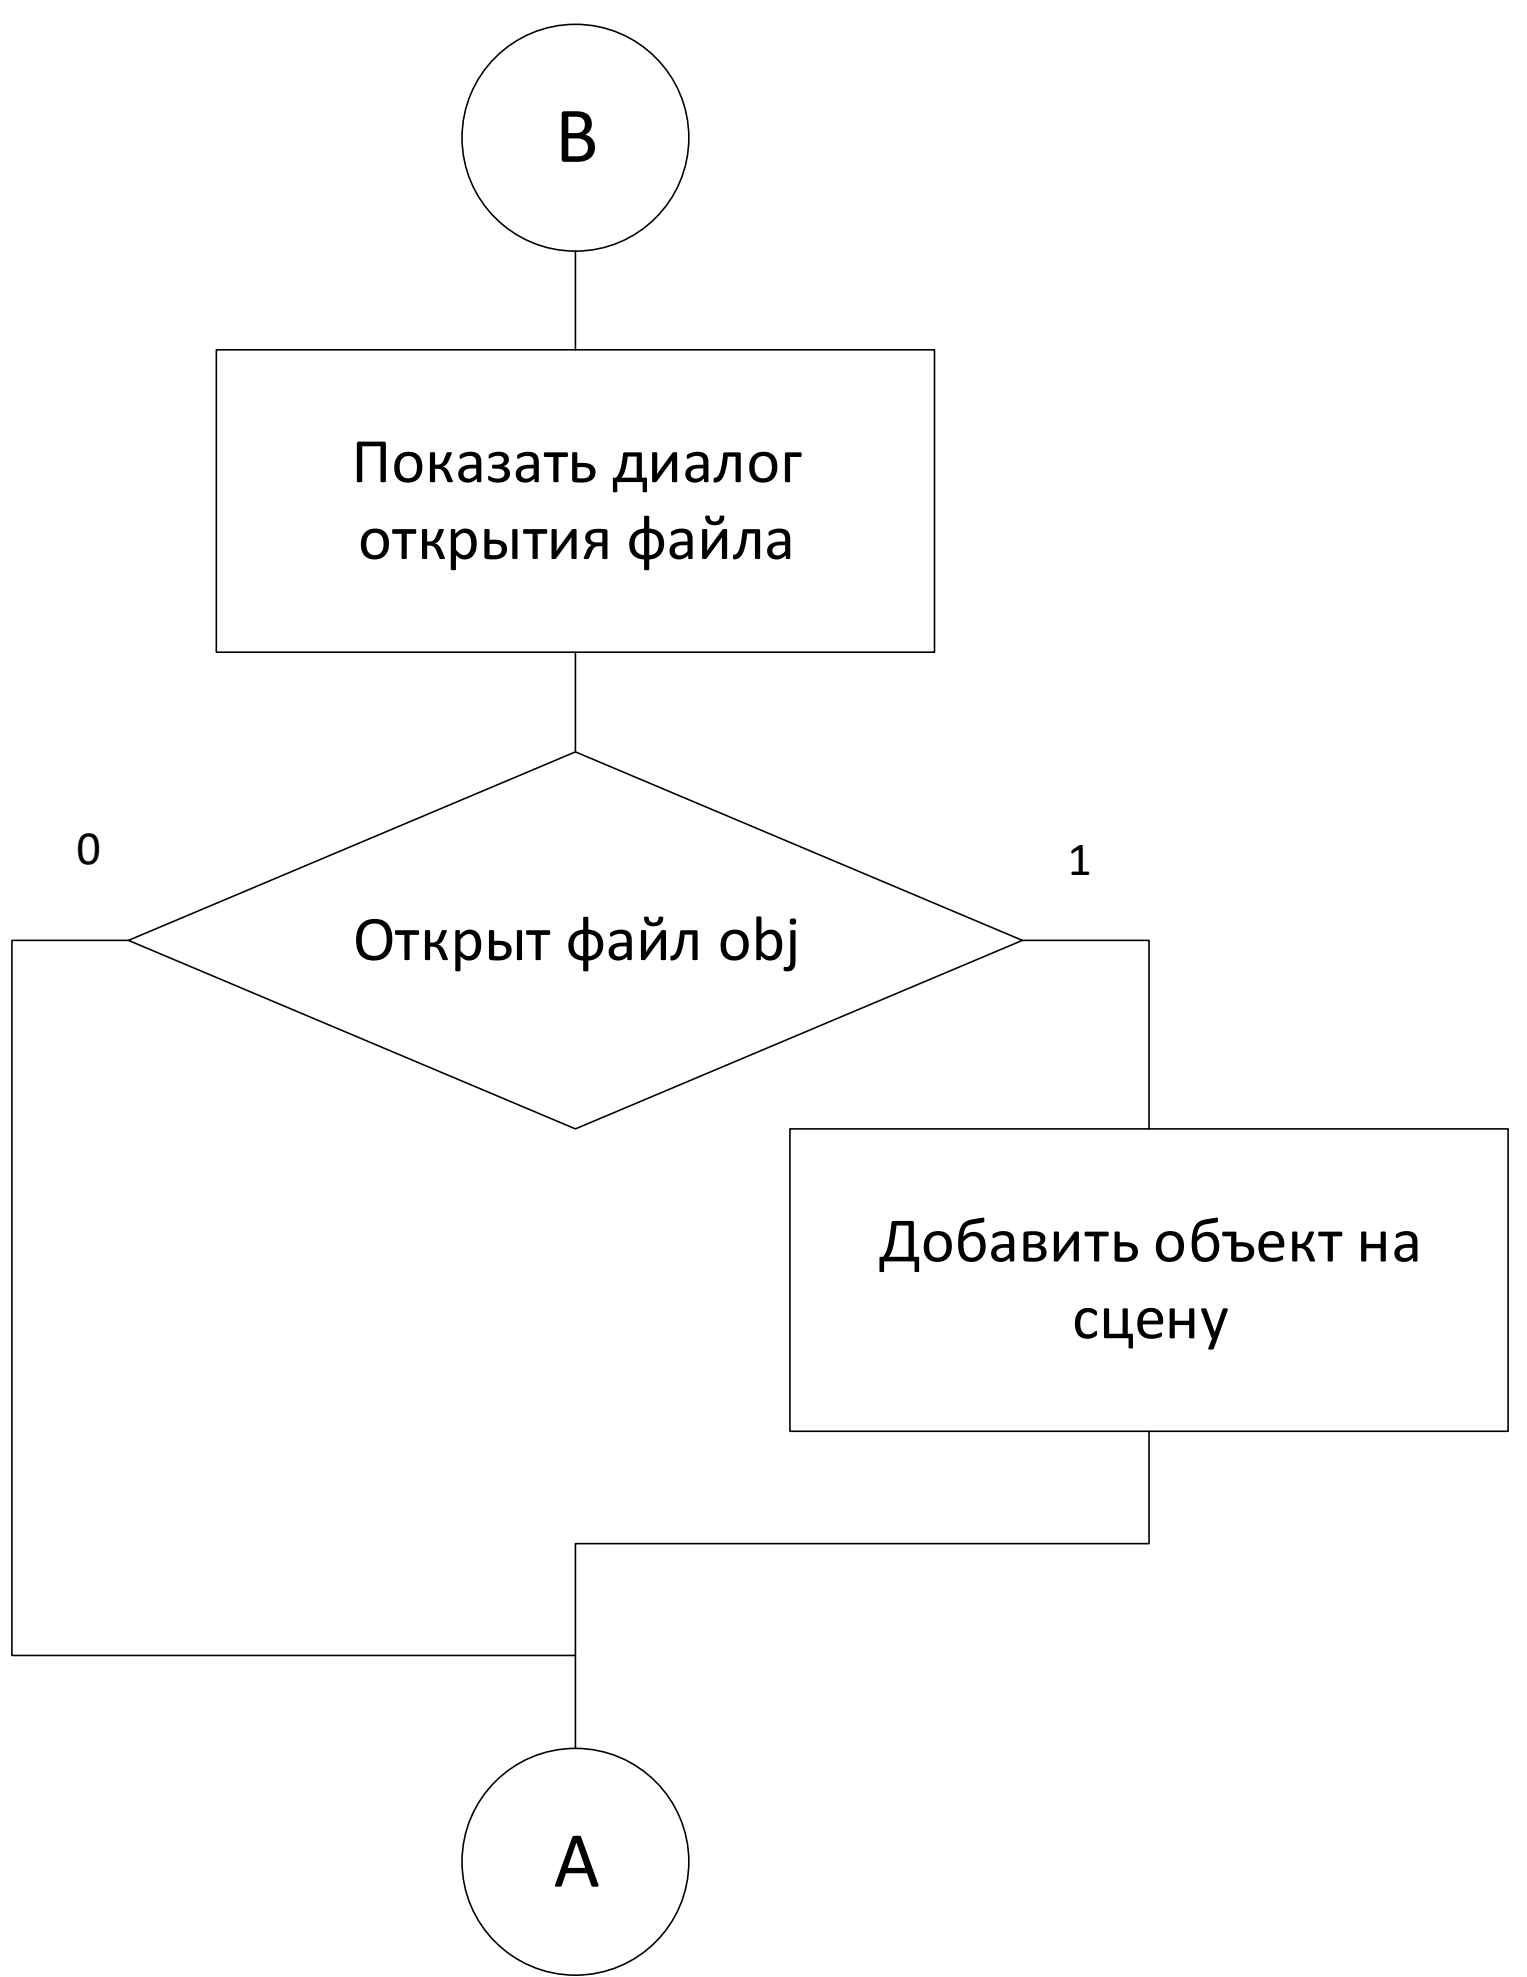 В
Показать диалог
открытия файла
0
1
Открыт файл obj
Добавить объект на
сцену
А